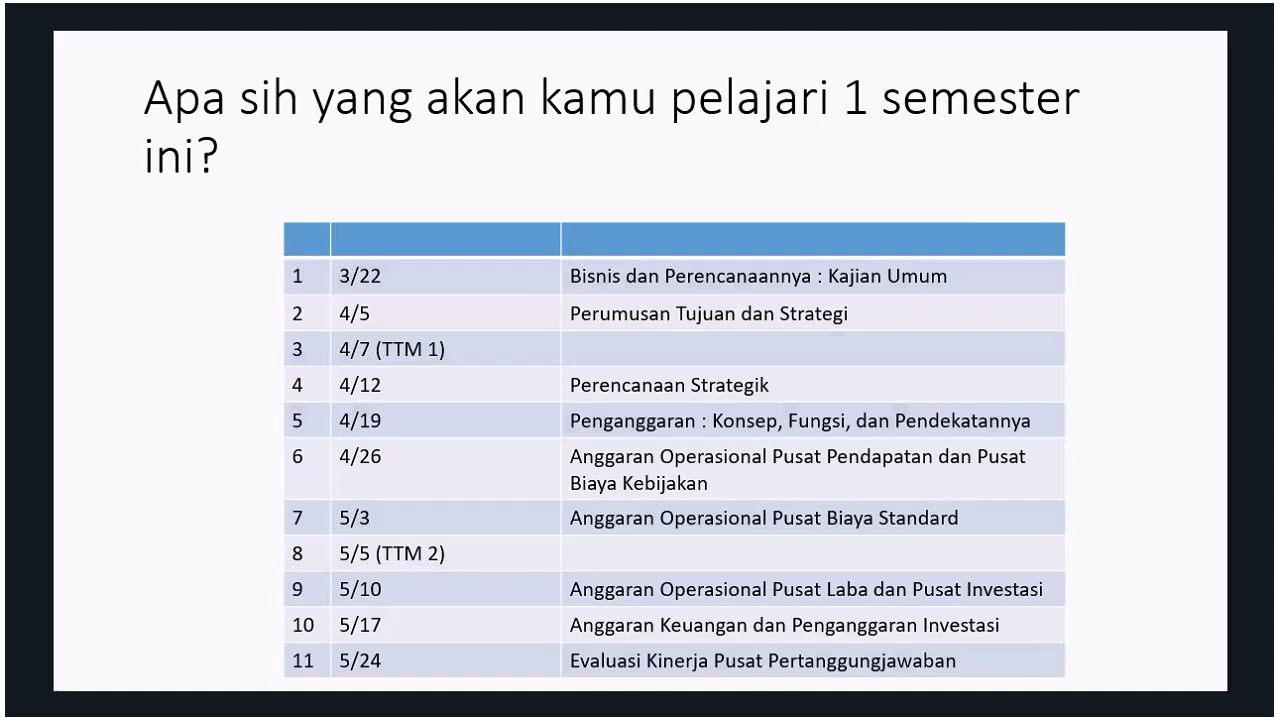 Apa sih yang akan kamu pelajari 1 semester
ini?
1 3/22 Bisnis dan Perencanaannya : Kajian Umum
2 4/5 Perumusan Tujuan dan Strategi
3 4/7 (TTM 1)
4 4/12 Perencanaan Strategik
5 4/19 Penganggaran : Konsep, Fungsi, dan Pendekatannya
6 4/26 Anggaran Operasional Pusat Pendapatan dan Pusat
Biaya Kebijakan
7 5/3 Anggaran Operasional Pusat Biaya Standard
8 5/5 (TTM 2)
9 5/10 Anggaran Operasional Pusat Laba dan Pusat Investasi
10 5/17 Anggaran Keuangan dan Penganggaran Investasi
11 5/24 Evaluasi Kinerja Pusat Pertanggungjawaban